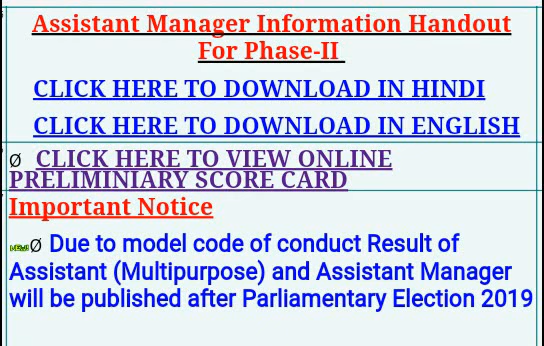 Assistant Manager Information Handout
For Phase-II
CLICK HERE TO DOWNLOAD IN HINDI
CLICK HERE TO DOWNLOAD IN ENGLISH
Ø CLICK HERE TO VIEW ONLINE
PRELIMINIARY SCORE CARD
Important Notice
NEW! Ø Due to model code of conduct Result of
Assistant (Multipurpose) and Assistant Manager
will be published after Parliamentary Election 2019